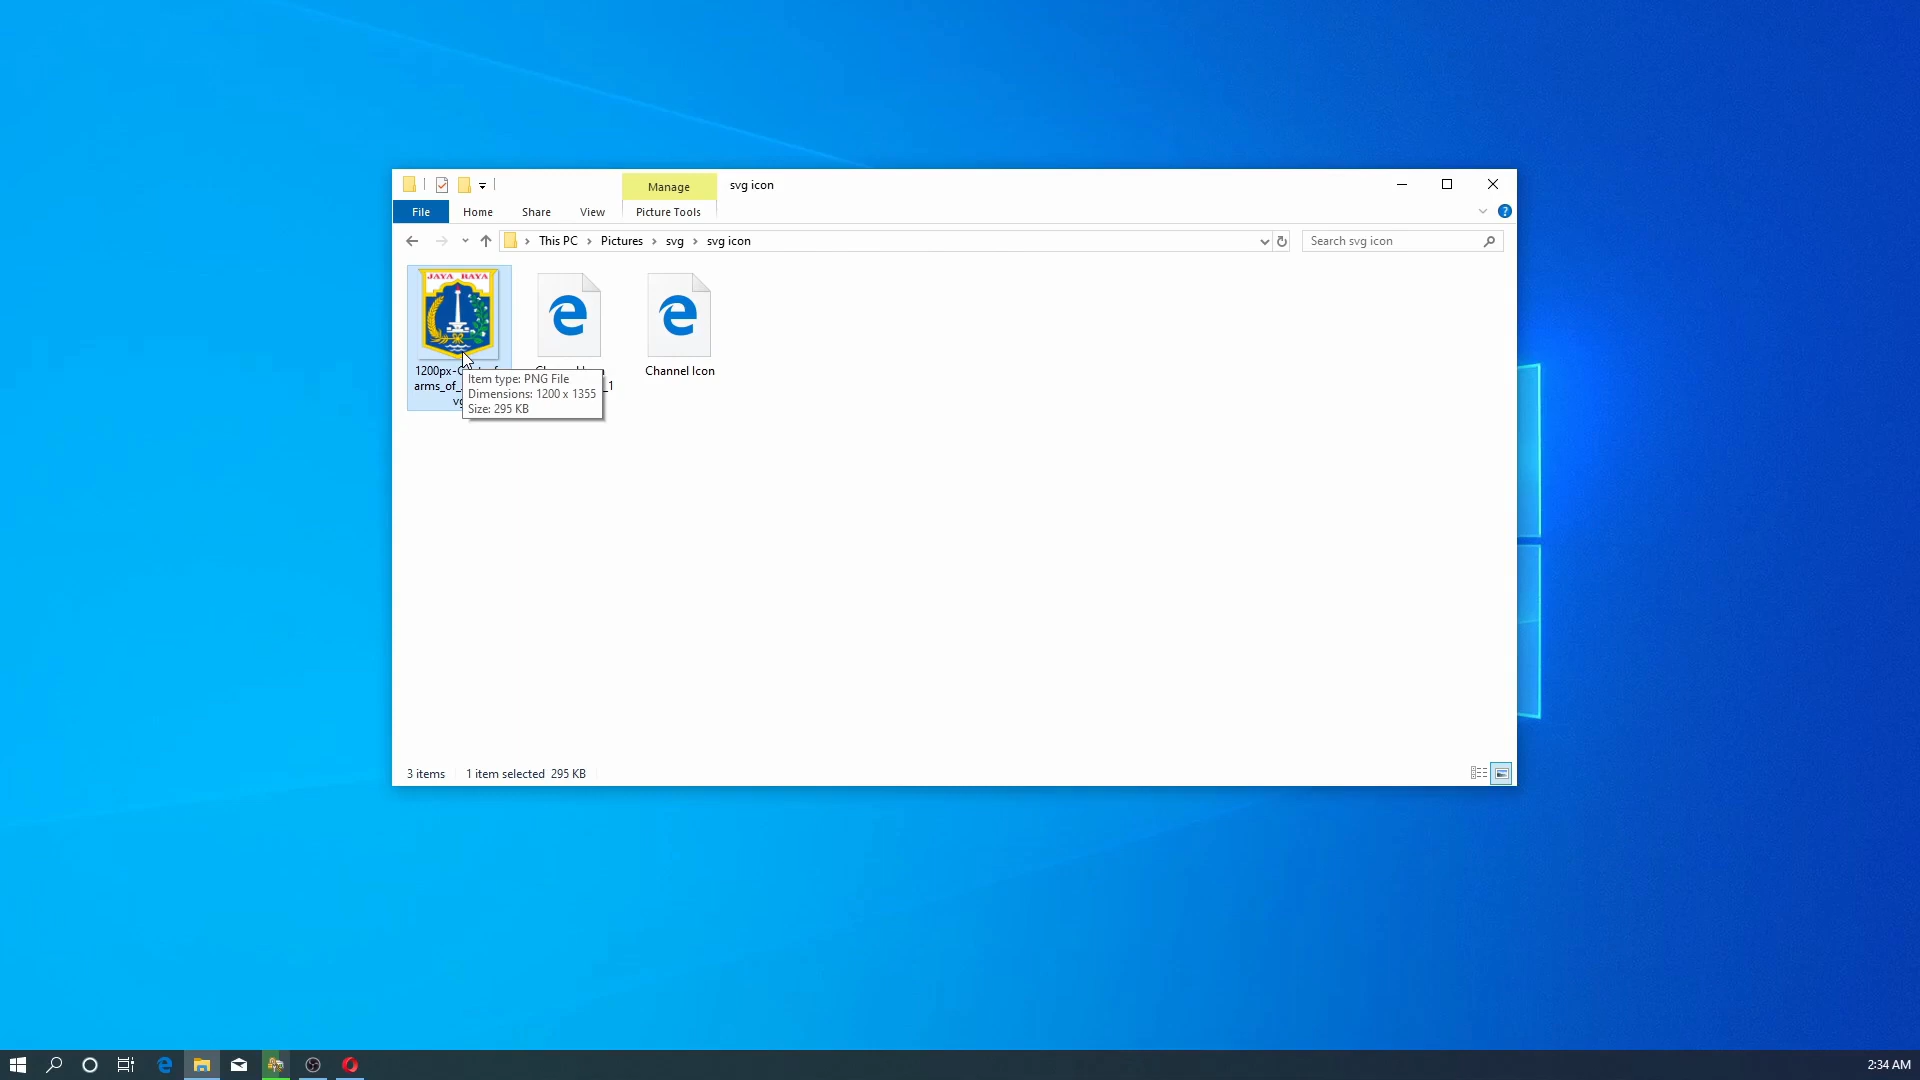 Manage
svg icon
File
Home
Share
View
Picture Tools
This PC
Pictures
svg
svg icon
Search svg icon
JAYA RAYA
1200px-
arms_of_
_1
Channel Icon
Item type: PNG File
Dimensions: 1200 x 1355
Size: 295 KB
3 items
1 item selected 295 KB
2:34 AM